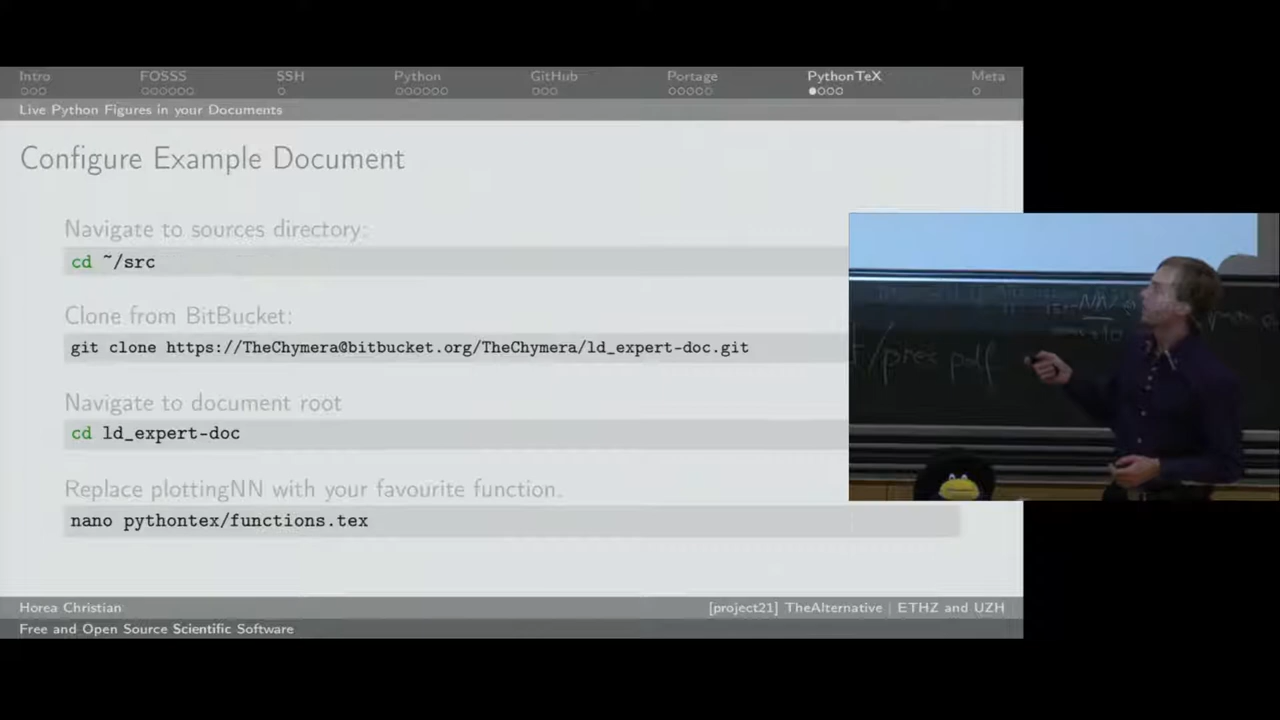 Intro FOSSS SSH Python GitHub Portage PythonTeX Meta
Live Python Figures in your Documents
Configure Example Document
Navigate to sources directory:
cd ~/src
Clone from BitBucket:
git clone https://TheChymera@bitbucket.org/TheChymera/ld_expert-doc.git
Navigate to document root
cd ld_expert-doc
Replace plottingNN with your favourite function.
nano pythontex/functions.tex
pres pdf
Horea Christian [project21] TheAlternative | ETHZ and UZH
Free and Open Source Scientific Software